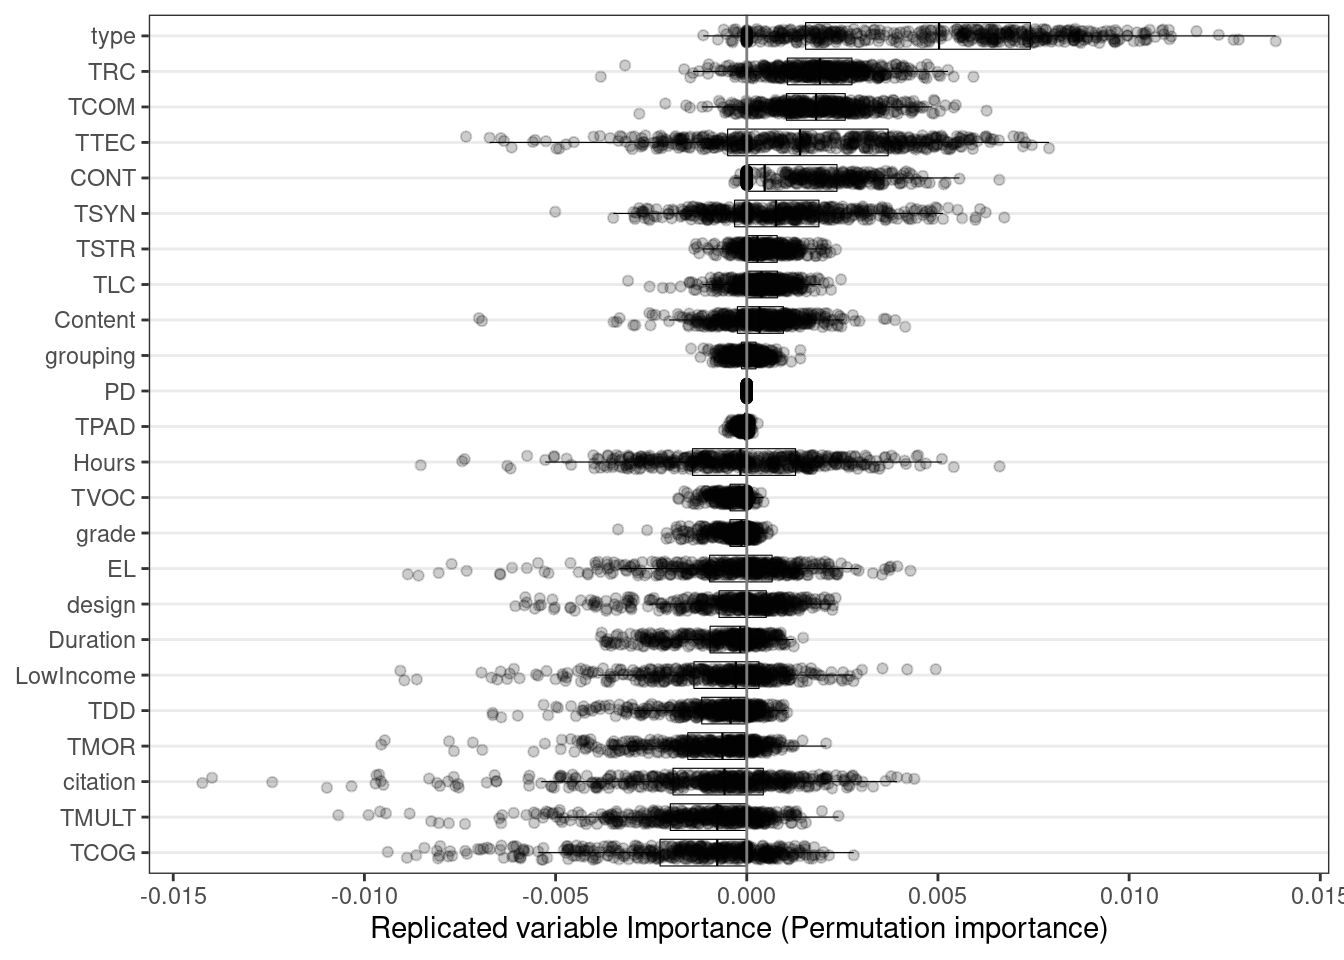 type
TRC
TCOM
TTEC
CONT
TSYN
TSTR
TLC
Content
grouping
PD
TPAD
Hours
TVOC
grade
EL
design
Duration
LowIncome
TDD
TMOR
citation
TMULT
TCOG
-0.015 -0.010 -0.005 0.000 0.005 0.010 0.015
Replicated variable Importance (Permutation importance)